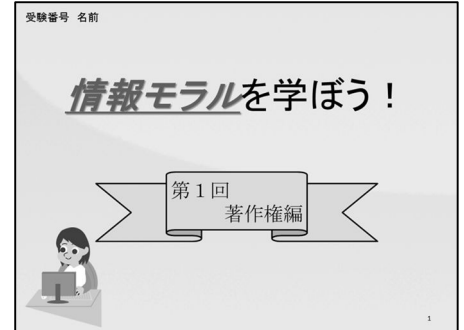 受験番号 名前
情報モラルを学ぼう！
第１回
著作権編
1